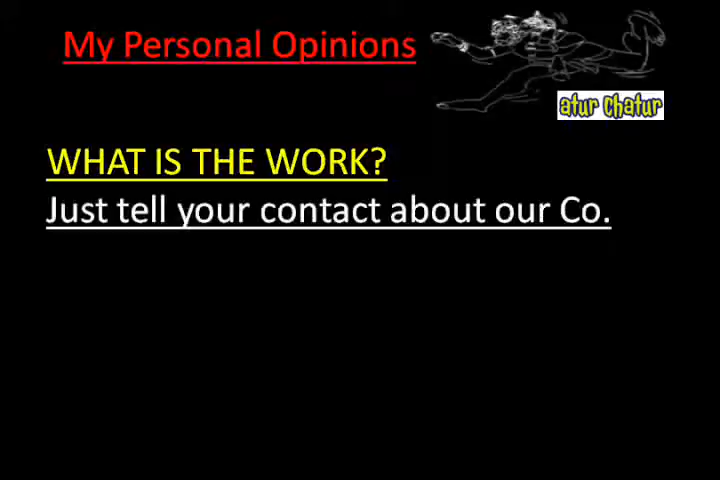 My Personal Opinions
atur chatur
WHAT IS THE WORK?
Just tell your contact about our Co.